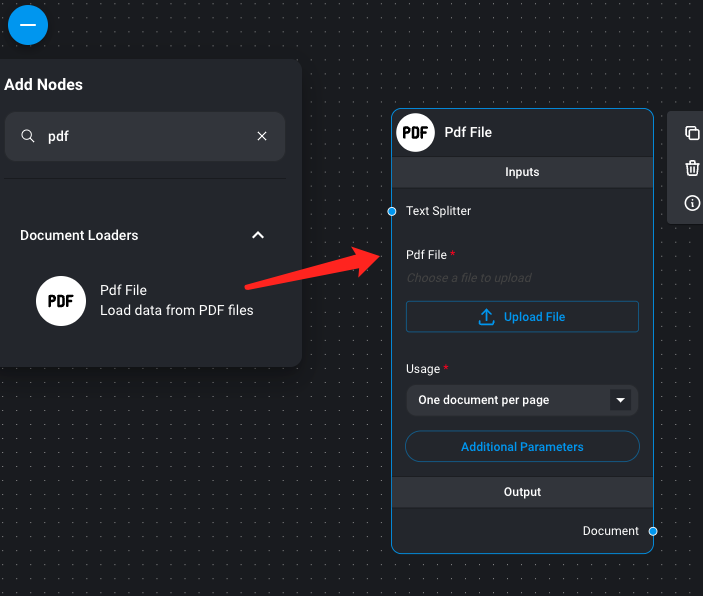 Add Nodes
pdf
Document Loaders
PDF
Pdf File
Load data from PDF files
PDF
Pdf File
Inputs
Text Splitter
Pdf File *
Choose a file to upload
Upload File
Usage *
One document per page
Additional Parameters
Output
Document